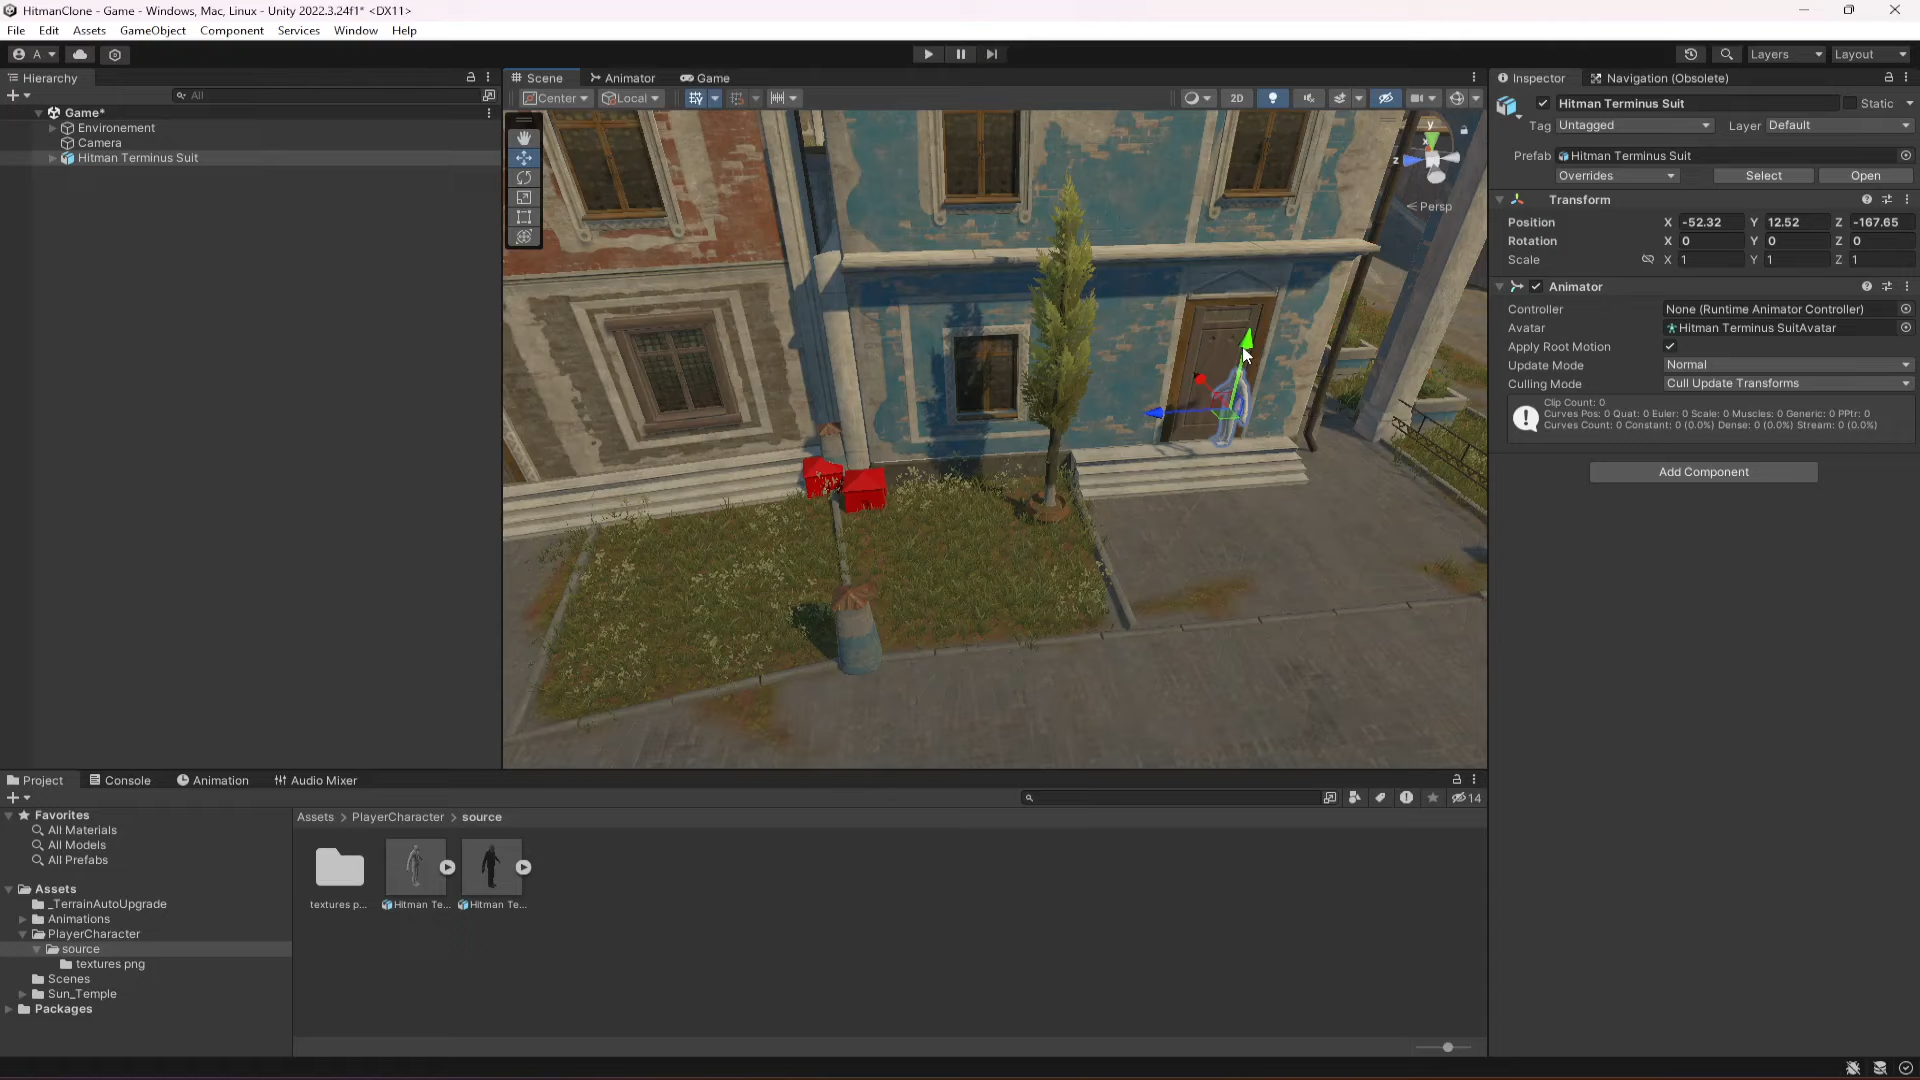 HitmanClone - Game - Windows, Mac, Linux - Unity 2022.3.24f1* <DX11>
File Edit Assets GameObject Component Services Window Help
A Layers Layout
Hierarchy
All
Game*
Environement
Camera
Hitman Terminus Suit
Scene Animator Game
Center Local 2D
y
x
z
Persp
Inspector Navigation (Obsolete)
Hitman Terminus Suit Static
Tag Untagged Layer Default
Prefab Hitman Terminus Suit
Overrides Select Open
Transform
Position X -52.32 Y 12.52 Z -167.65
Rotation X 0 Y 0 Z 0
Scale X 1 Y 1 Z 1
Animator
Controller None (Runtime Animator Controller)
Avatar Hitman Terminus SuitAvatar
Apply Root Motion
Update Mode Normal
Culling Mode Cull Update Transforms
Clip Count: 0
Curves Pos: 0 Quat: 0 Euler: 0 Scale: 0 Muscles: 0 Generic: 0 PPtr: 0
Curves Count: 0 Constant: 0 (0.0%) Dense: 0 (0.0%) Stream: 0 (0.0%)
Add Component
Project Console Animation Audio Mixer
14
Favorites
All Materials
All Models
All Prefabs
Assets
_TerrainAutoUpgrade
Animations
PlayerCharacter
source
textures png
Scenes
Sun_Temple
Packages
Assets > PlayerCharacter > source
textures p... Hitman Te... Hitman Te...